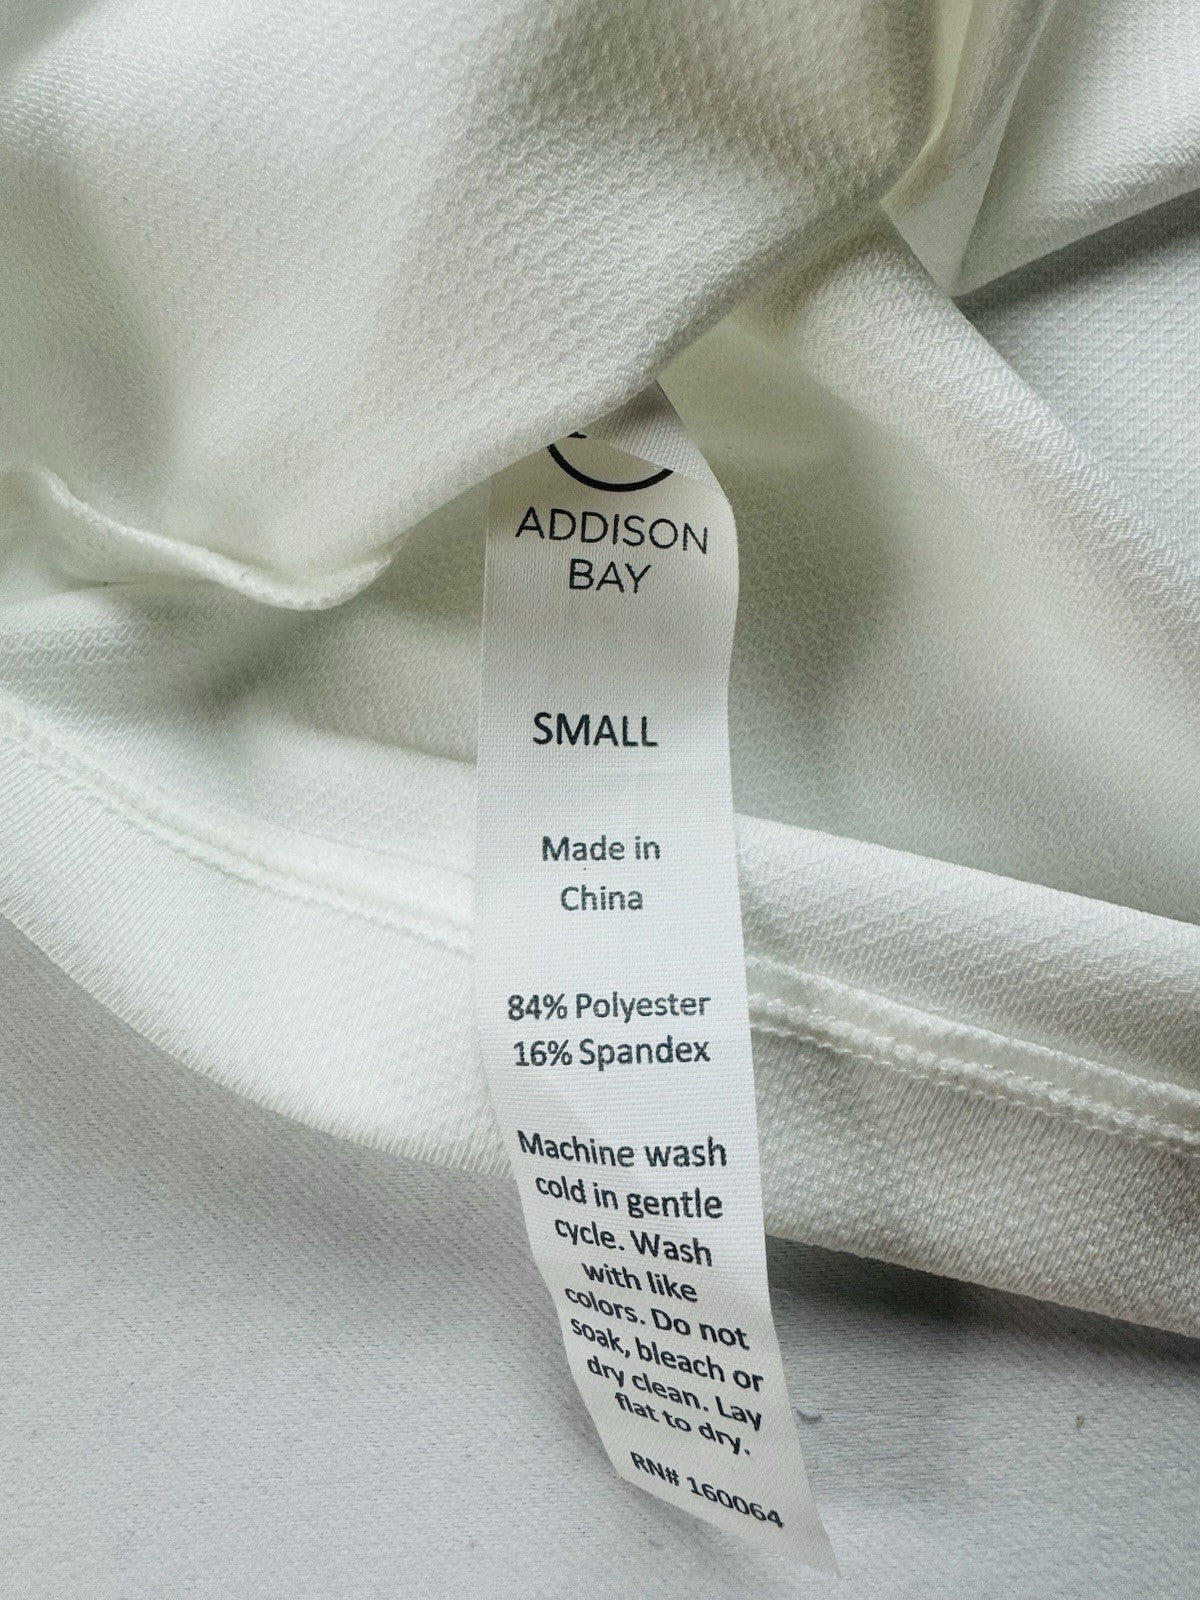 ADDISON
BAY
SMALL
Made in
China
84% Polyester
16% Spandex
Machine wash
cold in gentle
cycle. Wash
with like
colors. Do not
soak, bleach or
dry clean. Lay
flat to dry.
RN# 160064